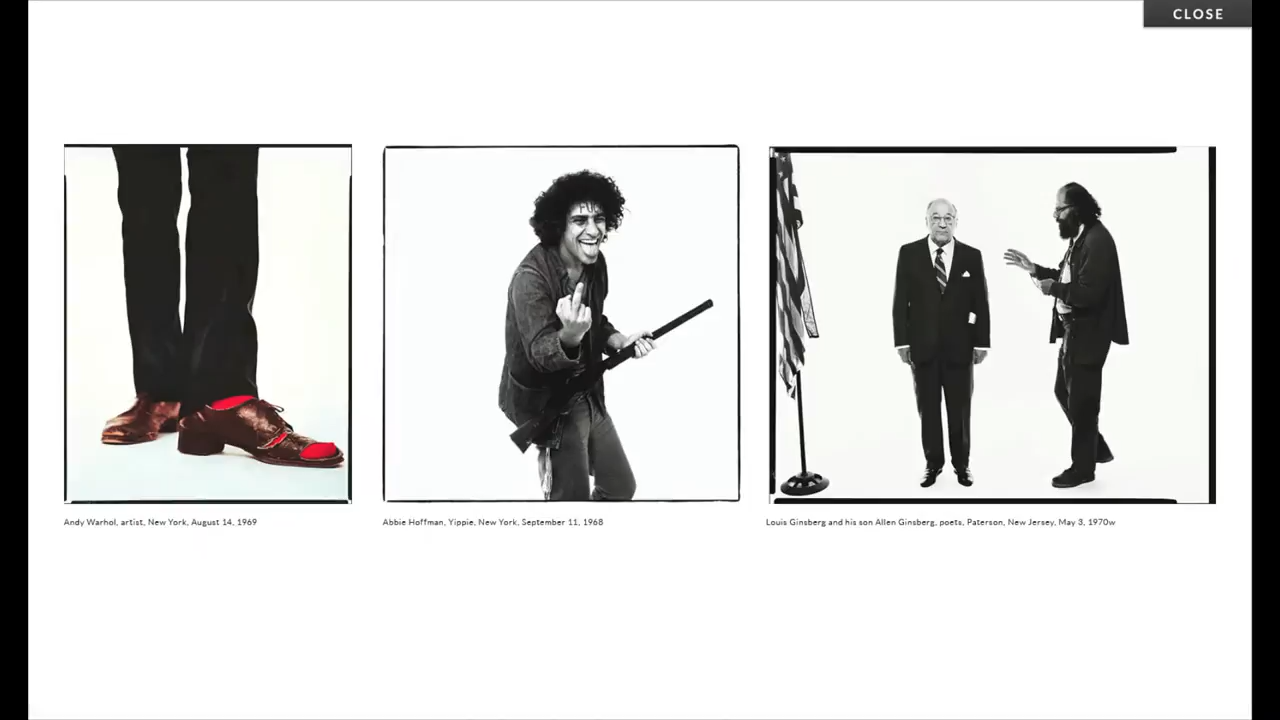 CLOSE
Andy Warhol, artist, New York, August 14, 1969
Abbie Hoffman, Yippie, New York, September 11, 1968
Louis Ginsberg and his son Allen Ginsberg, poets, Paterson, New Jersey, May 3, 1970w